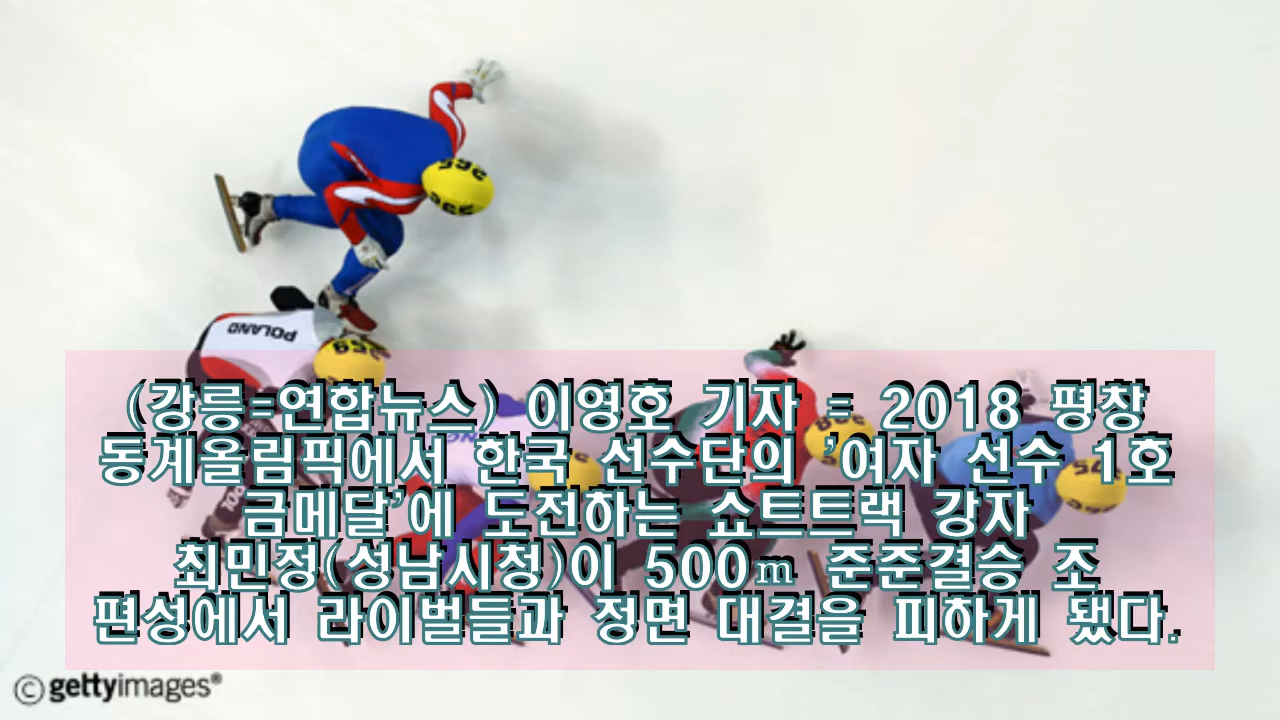 265
265
POLAND
259
(강릉=연합뉴스) 이영호 기자 = 2018 평창
동계올림픽에서 한국 선수단의 '여자 선수 1호
금메달'에 도전하는 쇼트트랙 강자
최민정(성남시청)이 500m 준준결승 조
편성에서 라이벌들과 정면 대결을 피하게 됐다.
© gettyimages®